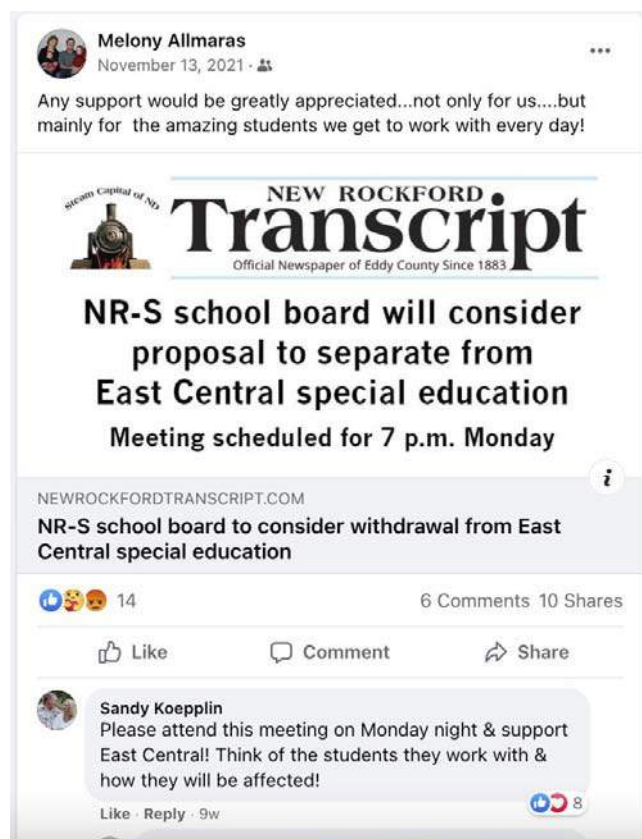 Melony Allmaras
November 13, 2021 ·
Any support would be greatly appreciated...not only for us....but
mainly for the amazing students we get to work with every day!
Steam Capital of ND
NEW ROCKFORD
Transcript
Official Newspaper of Eddy County Since 1883
NR-S school board will consider
proposal to separate from
East Central special education
Meeting scheduled for 7 p.m. Monday
i
NEWROCKFORDTRANSCRIPT.COM
NR-S school board to consider withdrawal from East
Central special education
14
6 Comments 10 Shares
Like Comment Share
Sandy Koepplin
Please attend this meeting on Monday night & support
East Central! Think of the students they work with &
how they will be affected!
8
Like · Reply · 9w